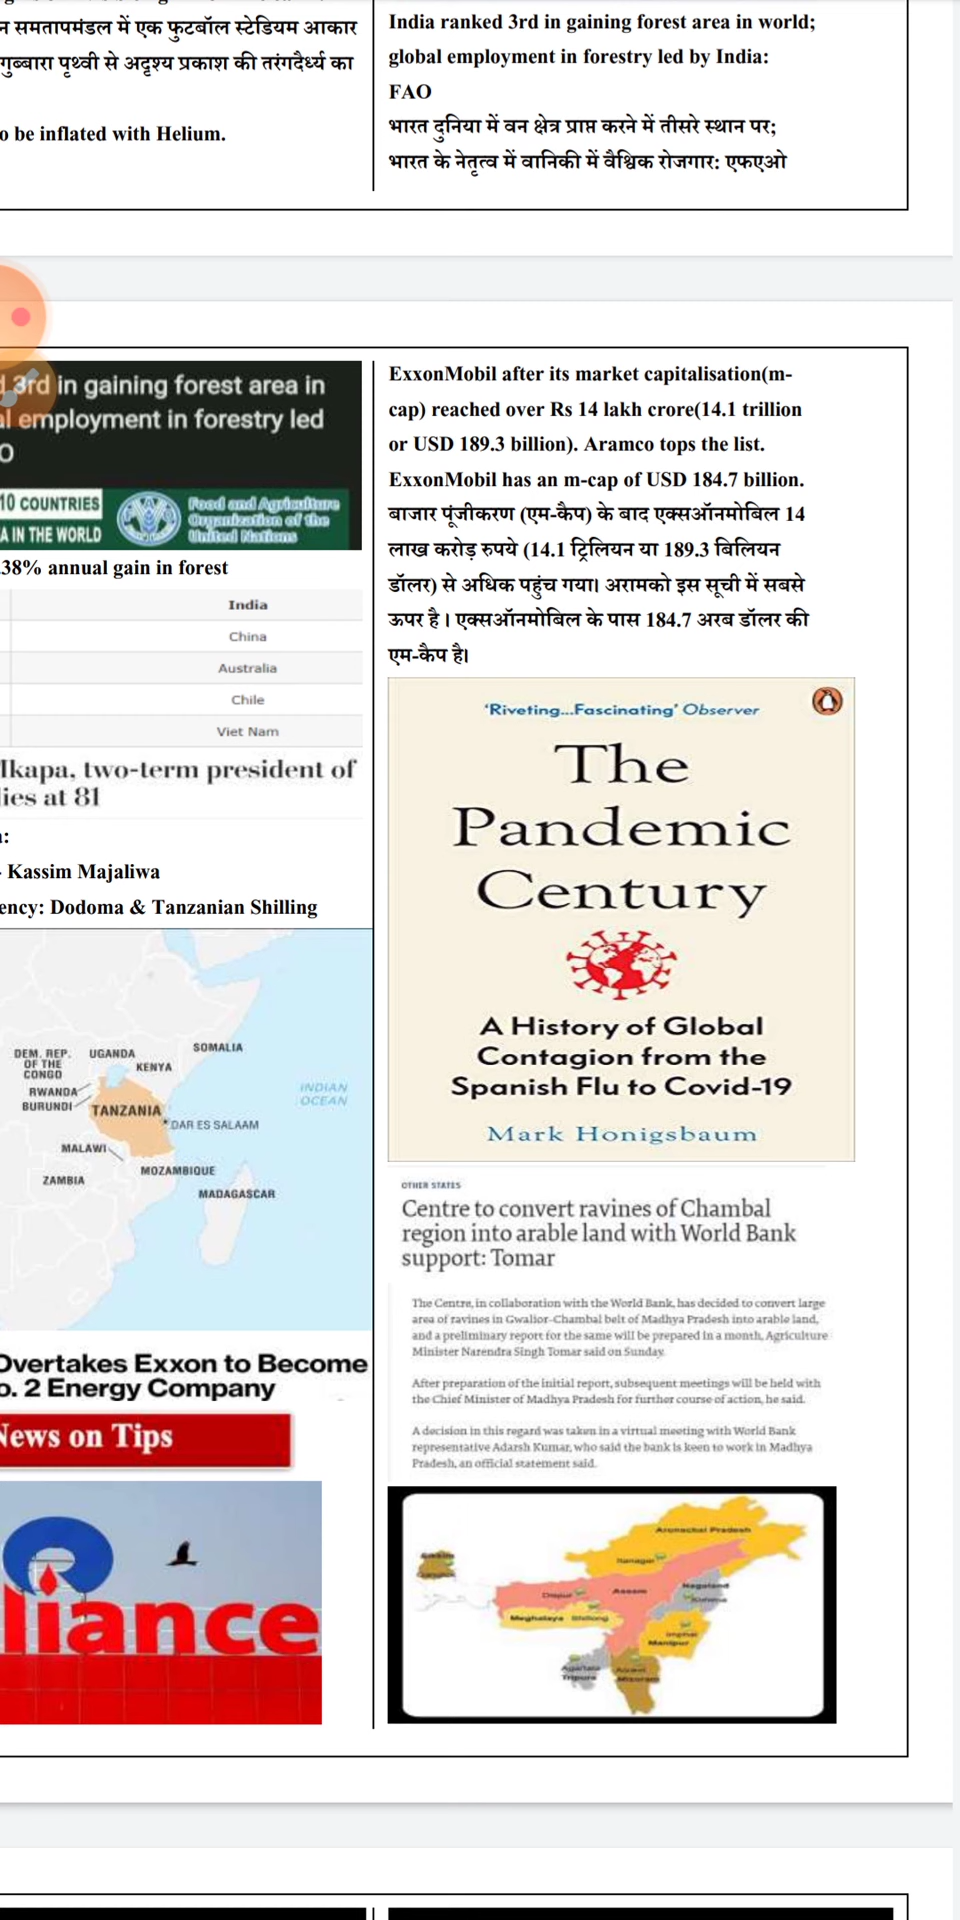 न समतापमंडल में एक फुटबॉल स्टेडियम आकार
गुब्बारा पृथ्वी से अदृश्य प्रकाश की तरंगदैर्ध्य का
o be inflated with Helium.
India ranked 3rd in gaining forest area in world;
global employment in forestry led by India:
FAO
भारत दुनिया में वन क्षेत्र प्राप्त करने में तीसरे स्थान पर;
भारत के नेतृत्व में वानिकी में वैश्विक रोजगार: एफएओ
3rd in gaining forest area in
employment in forestry led
O
10 COUNTRIES
A IN THE WORLD
Food and Agriculture
Organization of the
United Nations
.38% annual gain in forest
India
China
Australia
Chile
Viet Nam
lkapa, two-term president of
lies at 81
a:
- Kassim Majaliwa
ency: Dodoma & Tanzanian Shilling
DEM. REP.
OF THE
CONGO
UGANDA
SOMALIA
KENYA
RWANDA
BURUNDI
TANZANIA
INDIAN
OCEAN
DAR ES SALAAM
MALAWI
MOZAMBIQUE
ZAMBIA
MADAGASCAR
Overtakes Exxon to Become
o. 2 Energy Company
News on Tips
liance
ExxonMobil after its market capitalisation(m-
cap) reached over Rs 14 lakh crore(14.1 trillion
or USD 189.3 billion). Aramco tops the list.
ExxonMobil has an m-cap of USD 184.7 billion.
बाजार पूंजीकरण (एम-कैप) के बाद एक्सऑनमोबिल 14
लाख करोड़ रुपये (14.1 ट्रिलियन या 189.3 बिलियन
डॉलर) से अधिक पहुंच गया। अरामको इस सूची में सबसे
ऊपर है । एक्सऑनमोबिल के पास 184.7 अरब डॉलर की
एम-कैप है।
‘Riveting...Fascinating’ Observer
The
Pandemic
Century
A History of Global
Contagion from the
Spanish Flu to Covid-19
Mark Honigsbaum
OTHER STATES
Centre to convert ravines of Chambal
region into arable land with World Bank
support: Tomar
The Centre, in collaboration with the World Bank, has decided to convert large
area of ravines in Gwalior-Chambal belt of Madhya Pradesh into arable land,
and a preliminary report for the same will be prepared in a month, Agriculture
Minister Narendra Singh Tomar said on Sunday.
After preparation of the initial report, subsequent meetings will be held with
the Chief Minister of Madhya Pradesh for further course of action, he said.
A decision in this regard was taken in a virtual meeting with World Bank
representative Adarsh Kumar, who said the bank is keen to work in Madhya
Pradesh, an official statement said.
Arunachal Pradesh
Itanagar
Nagaland
Kohima
Dispur
Assam
Meghalaya Shillong
Imphal
Manipur
Agartala
Tripura
Aizawl
Mizoram